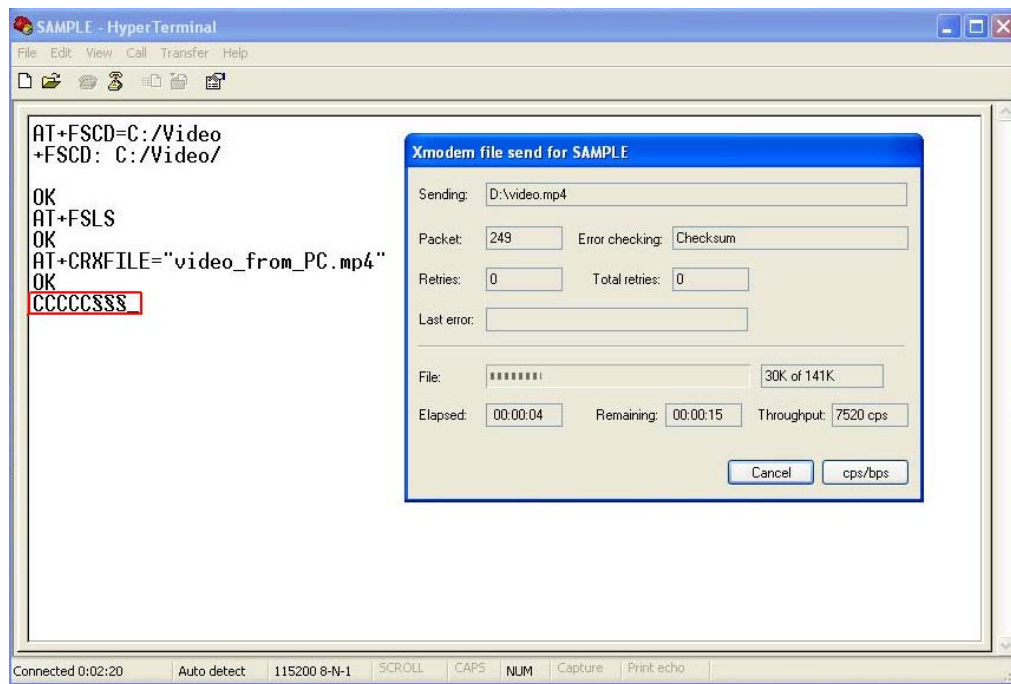 SAMPLE - HyperTerminal
File Edit View Call Transfer Help
AT+FSCD=C:/Video
+FSCD: C:/Video/
OK
AT+FSLS
OK
AT+CRXFILE="video_from_PC.mp4"
OK
CCCCC§§§_
Xmodem file send for SAMPLE
Sending: D:\video.mp4
Packet: 249 Error checking: Checksum
Retries: 0 Total retries: 0
Last error:
File: 30K of 141K
Elapsed: 00:00:04 Remaining: 00:00:15 Throughput: 7520 cps
Cancel cps/bps
Connected 0:02:20 Auto detect 115200 8-N-1 SCROLL CAPS NUM Capture Print echo